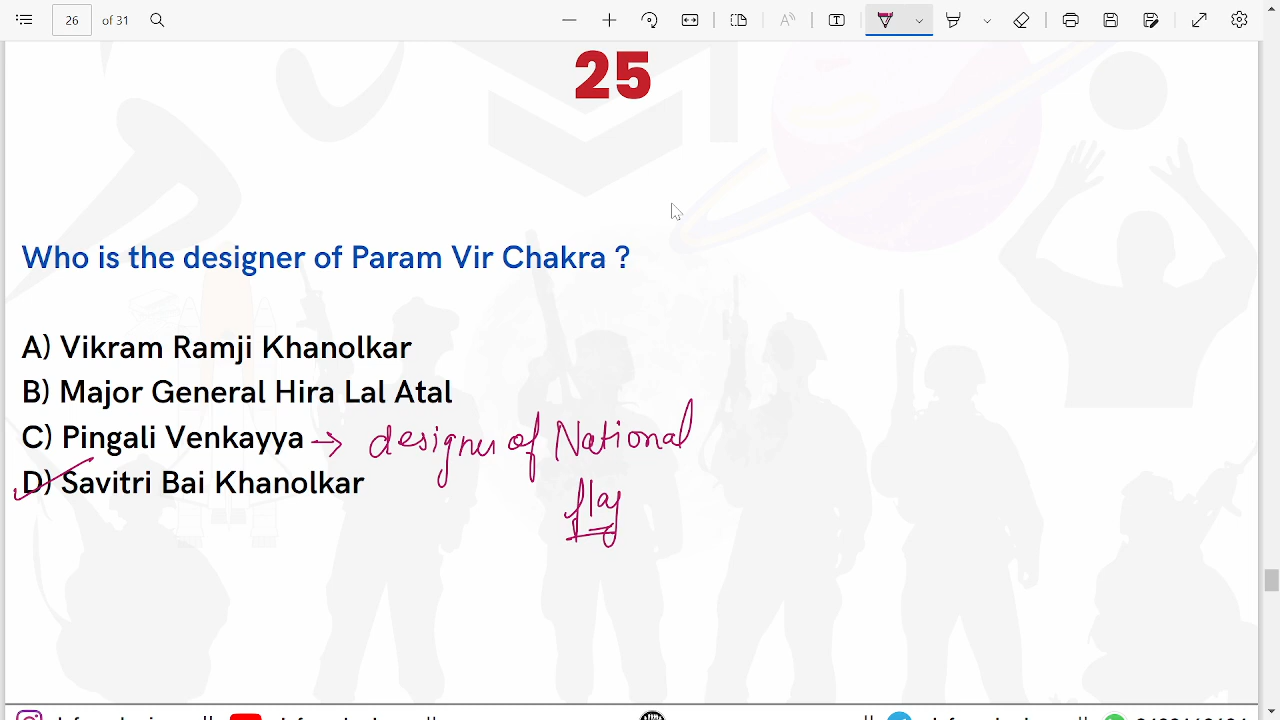 26 of 31
25
Who is the designer of Param Vir Chakra ?
A) Vikram Ramji Khanolkar
B) Major General Hira Lal Atal
C) Pingali Venkayya → designer of National
flag
D) Savitri Bai Khanolkar